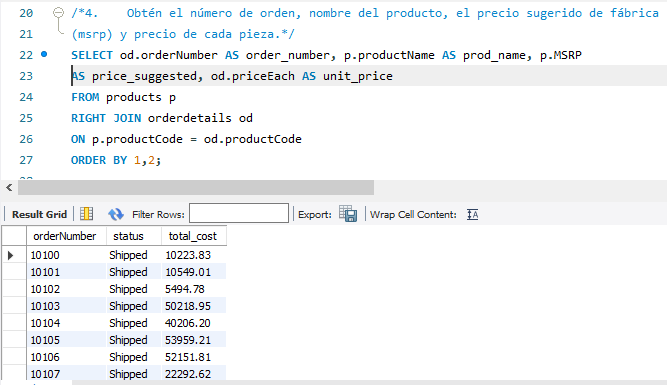 20 /*4. Obtén el número de orden, nombre del producto, el precio sugerido de fábrica
21 (msrp) y precio de cada pieza.*/
22 SELECT od.orderNumber AS order_number, p.productName AS prod_name, p.MSRP
23 AS price_suggested, od.priceEach AS unit_price
24 FROM products p
25 RIGHT JOIN orderdetails od
26 ON p.productCode = od.productCode
27 ORDER BY 1,2;
Result Grid Filter Rows: Export: Wrap Cell Content:
orderNumber status total_cost
10100 Shipped 10223.83
10101 Shipped 10549.01
10102 Shipped 5494.78
10103 Shipped 50218.95
10104 Shipped 40206.20
10105 Shipped 53959.21
10106 Shipped 52151.81
10107 Shipped 22292.62